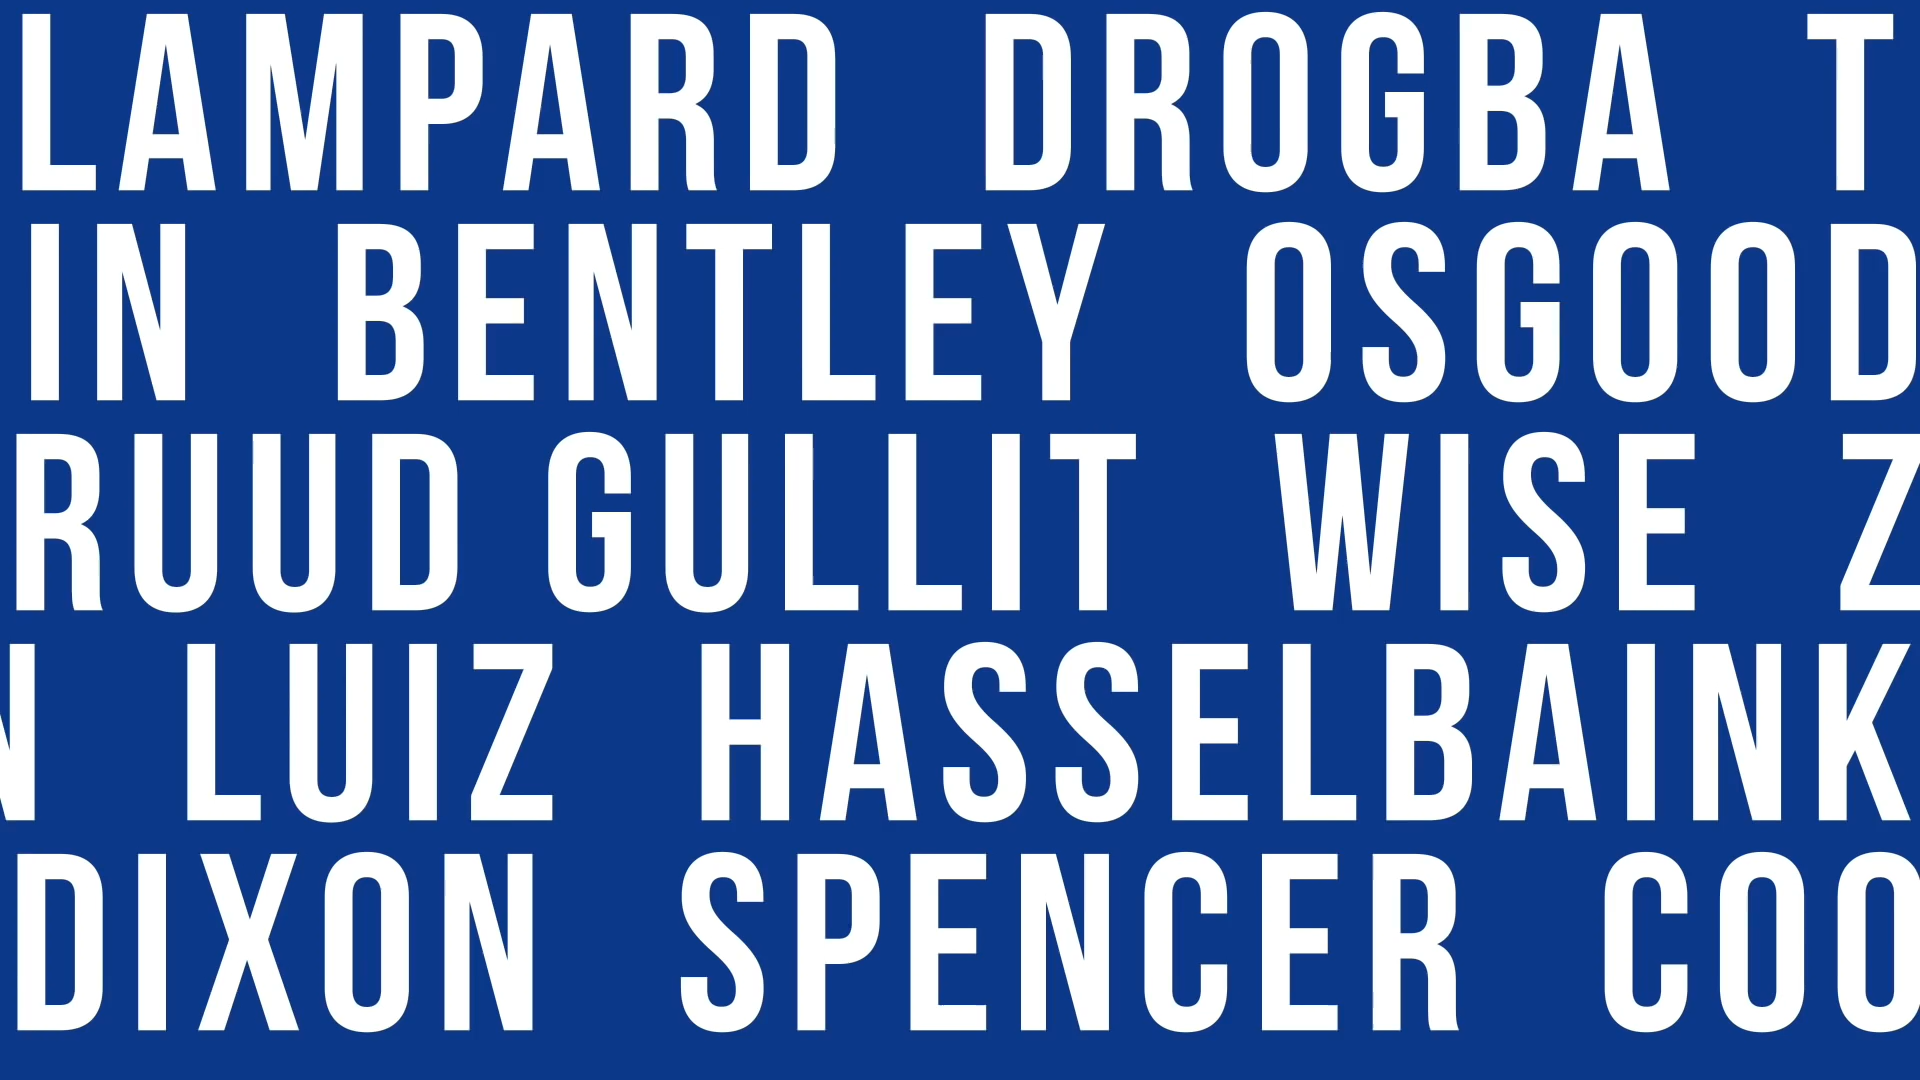 LAMPARD DROGBA T
IN BENTLEY OSGOOD
RUUD GULLIT WISE Z
N LUIZ HASSELBAINK
DIXON SPENCER COO